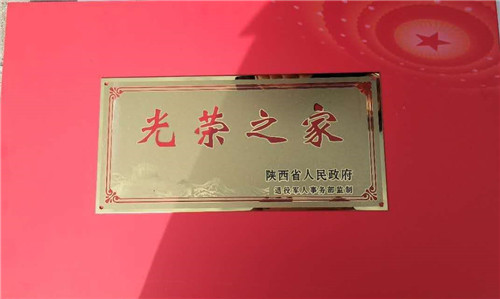 光荣之家
陕西省人民政府
退役军人事务部监制